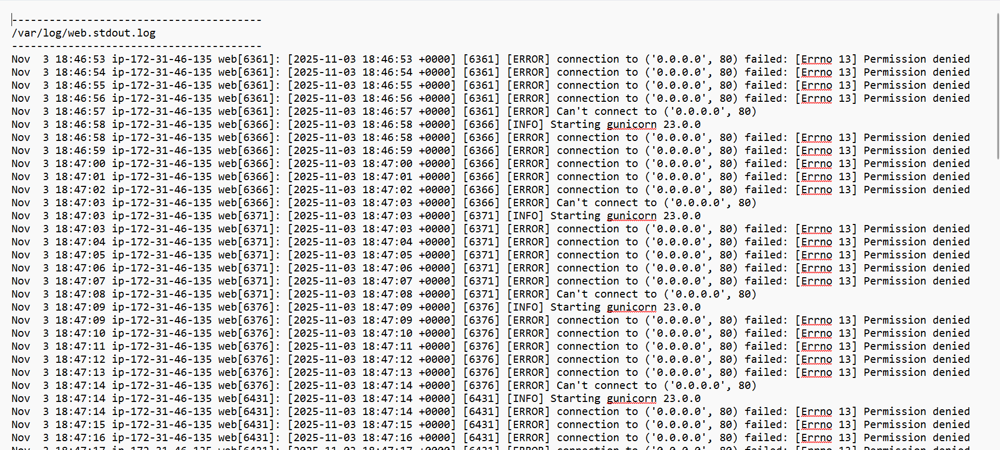 ----------------------------------------
/var/log/web.stdout.log
----------------------------------------
Nov  3 18:46:53 ip-172-31-46-135 web[6361]: [2025-11-03 18:46:53 +0000] [6361] [ERROR] connection to ('0.0.0.0', 80) failed: [Errno 13] Permission denied
Nov  3 18:46:54 ip-172-31-46-135 web[6361]: [2025-11-03 18:46:54 +0000] [6361] [ERROR] connection to ('0.0.0.0', 80) failed: [Errno 13] Permission denied
Nov  3 18:46:55 ip-172-31-46-135 web[6361]: [2025-11-03 18:46:55 +0000] [6361] [ERROR] connection to ('0.0.0.0', 80) failed: [Errno 13] Permission denied
Nov  3 18:46:56 ip-172-31-46-135 web[6361]: [2025-11-03 18:46:56 +0000] [6361] [ERROR] connection to ('0.0.0.0', 80) failed: [Errno 13] Permission denied
Nov  3 18:46:57 ip-172-31-46-135 web[6361]: [2025-11-03 18:46:57 +0000] [6361] [ERROR] Can't connect to ('0.0.0.0', 80)
Nov  3 18:46:58 ip-172-31-46-135 web[6366]: [2025-11-03 18:46:58 +0000] [6366] [INFO] Starting gunicorn 23.0.0
Nov  3 18:46:58 ip-172-31-46-135 web[6366]: [2025-11-03 18:46:58 +0000] [6366] [ERROR] connection to ('0.0.0.0', 80) failed: [Errno 13] Permission denied
Nov  3 18:46:59 ip-172-31-46-135 web[6366]: [2025-11-03 18:46:59 +0000] [6366] [ERROR] connection to ('0.0.0.0', 80) failed: [Errno 13] Permission denied
Nov  3 18:47:00 ip-172-31-46-135 web[6366]: [2025-11-03 18:47:00 +0000] [6366] [ERROR] connection to ('0.0.0.0', 80) failed: [Errno 13] Permission denied
Nov  3 18:47:01 ip-172-31-46-135 web[6366]: [2025-11-03 18:47:01 +0000] [6366] [ERROR] connection to ('0.0.0.0', 80) failed: [Errno 13] Permission denied
Nov  3 18:47:02 ip-172-31-46-135 web[6366]: [2025-11-03 18:47:02 +0000] [6366] [ERROR] connection to ('0.0.0.0', 80) failed: [Errno 13] Permission denied
Nov  3 18:47:03 ip-172-31-46-135 web[6366]: [2025-11-03 18:47:03 +0000] [6366] [ERROR] Can't connect to ('0.0.0.0', 80)
Nov  3 18:47:03 ip-172-31-46-135 web[6371]: [2025-11-03 18:47:03 +0000] [6371] [INFO] Starting gunicorn 23.0.0
Nov  3 18:47:03 ip-172-31-46-135 web[6371]: [2025-11-03 18:47:03 +0000] [6371] [ERROR] connection to ('0.0.0.0', 80) failed: [Errno 13] Permission denied
Nov  3 18:47:04 ip-172-31-46-135 web[6371]: [2025-11-03 18:47:04 +0000] [6371] [ERROR] connection to ('0.0.0.0', 80) failed: [Errno 13] Permission denied
Nov  3 18:47:05 ip-172-31-46-135 web[6371]: [2025-11-03 18:47:05 +0000] [6371] [ERROR] connection to ('0.0.0.0', 80) failed: [Errno 13] Permission denied
Nov  3 18:47:06 ip-172-31-46-135 web[6371]: [2025-11-03 18:47:06 +0000] [6371] [ERROR] connection to ('0.0.0.0', 80) failed: [Errno 13] Permission denied
Nov  3 18:47:07 ip-172-31-46-135 web[6371]: [2025-11-03 18:47:07 +0000] [6371] [ERROR] connection to ('0.0.0.0', 80) failed: [Errno 13] Permission denied
Nov  3 18:47:08 ip-172-31-46-135 web[6371]: [2025-11-03 18:47:08 +0000] [6371] [ERROR] Can't connect to ('0.0.0.0', 80)
Nov  3 18:47:09 ip-172-31-46-135 web[6376]: [2025-11-03 18:47:09 +0000] [6376] [INFO] Starting gunicorn 23.0.0
Nov  3 18:47:09 ip-172-31-46-135 web[6376]: [2025-11-03 18:47:09 +0000] [6376] [ERROR] connection to ('0.0.0.0', 80) failed: [Errno 13] Permission denied
Nov  3 18:47:10 ip-172-31-46-135 web[6376]: [2025-11-03 18:47:10 +0000] [6376] [ERROR] connection to ('0.0.0.0', 80) failed: [Errno 13] Permission denied
Nov  3 18:47:11 ip-172-31-46-135 web[6376]: [2025-11-03 18:47:11 +0000] [6376] [ERROR] connection to ('0.0.0.0', 80) failed: [Errno 13] Permission denied
Nov  3 18:47:12 ip-172-31-46-135 web[6376]: [2025-11-03 18:47:12 +0000] [6376] [ERROR] connection to ('0.0.0.0', 80) failed: [Errno 13] Permission denied
Nov  3 18:47:13 ip-172-31-46-135 web[6376]: [2025-11-03 18:47:13 +0000] [6376] [ERROR] connection to ('0.0.0.0', 80) failed: [Errno 13] Permission denied
Nov  3 18:47:14 ip-172-31-46-135 web[6376]: [2025-11-03 18:47:14 +0000] [6376] [ERROR] Can't connect to ('0.0.0.0', 80)
Nov  3 18:47:14 ip-172-31-46-135 web[6431]: [2025-11-03 18:47:14 +0000] [6431] [INFO] Starting gunicorn 23.0.0
Nov  3 18:47:14 ip-172-31-46-135 web[6431]: [2025-11-03 18:47:14 +0000] [6431] [ERROR] connection to ('0.0.0.0', 80) failed: [Errno 13] Permission denied
Nov  3 18:47:15 ip-172-31-46-135 web[6431]: [2025-11-03 18:47:15 +0000] [6431] [ERROR] connection to ('0.0.0.0', 80) failed: [Errno 13] Permission denied
Nov  3 18:47:16 ip-172-31-46-135 web[6431]: [2025-11-03 18:47:16 +0000] [6431] [ERROR] connection to ('0.0.0.0', 80) failed: [Errno 13] Permission denied
Nov  3 18:47:17 ip-172-31-46-135 web[6431]: [2025-11-03 18:47:17 +0000] [6431] [ERROR] connection to ('0.0.0.0', 80) failed: [Errno 13] Permission denied